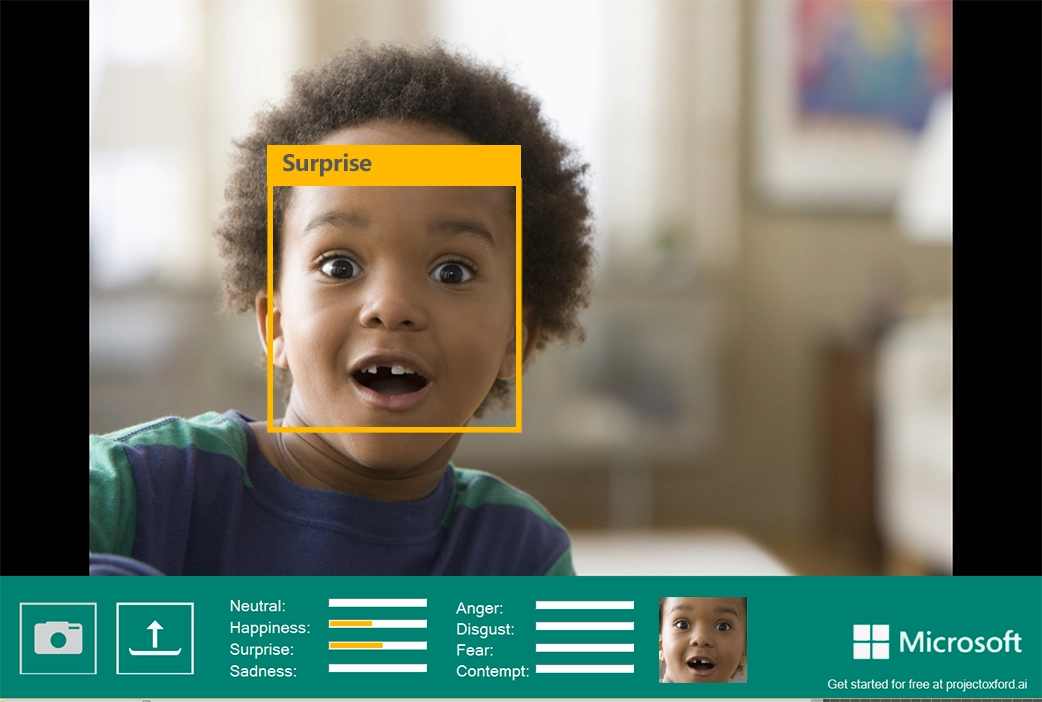 Surprise
Neutral:
Happiness:
Surprise:
Sadness:
Anger:
Disgust:
Fear:
Contempt:
Microsoft
Get started for free at projectoxford.ai